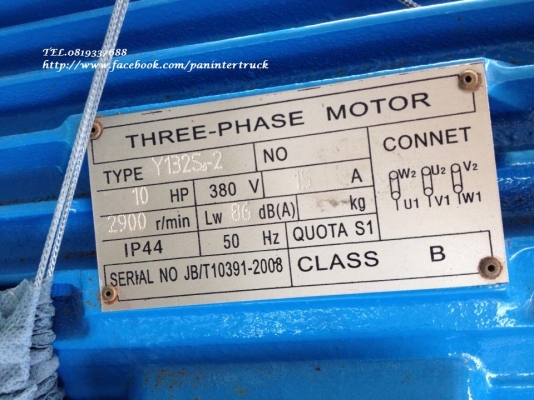 TEL.0819337688
http://www.facebook.com/paninterruck
THREE-PHASE MOTOR
TYPE Y132S2-2 NO
CONNET
10 HP 380 V A
W2 U2 V2
2900 r/min Lw 86 dB(A) kg
U1 V1 W1
IP44 50 Hz QUOTA S1
SERIAL NO JB/T10391-2008 CLASS B